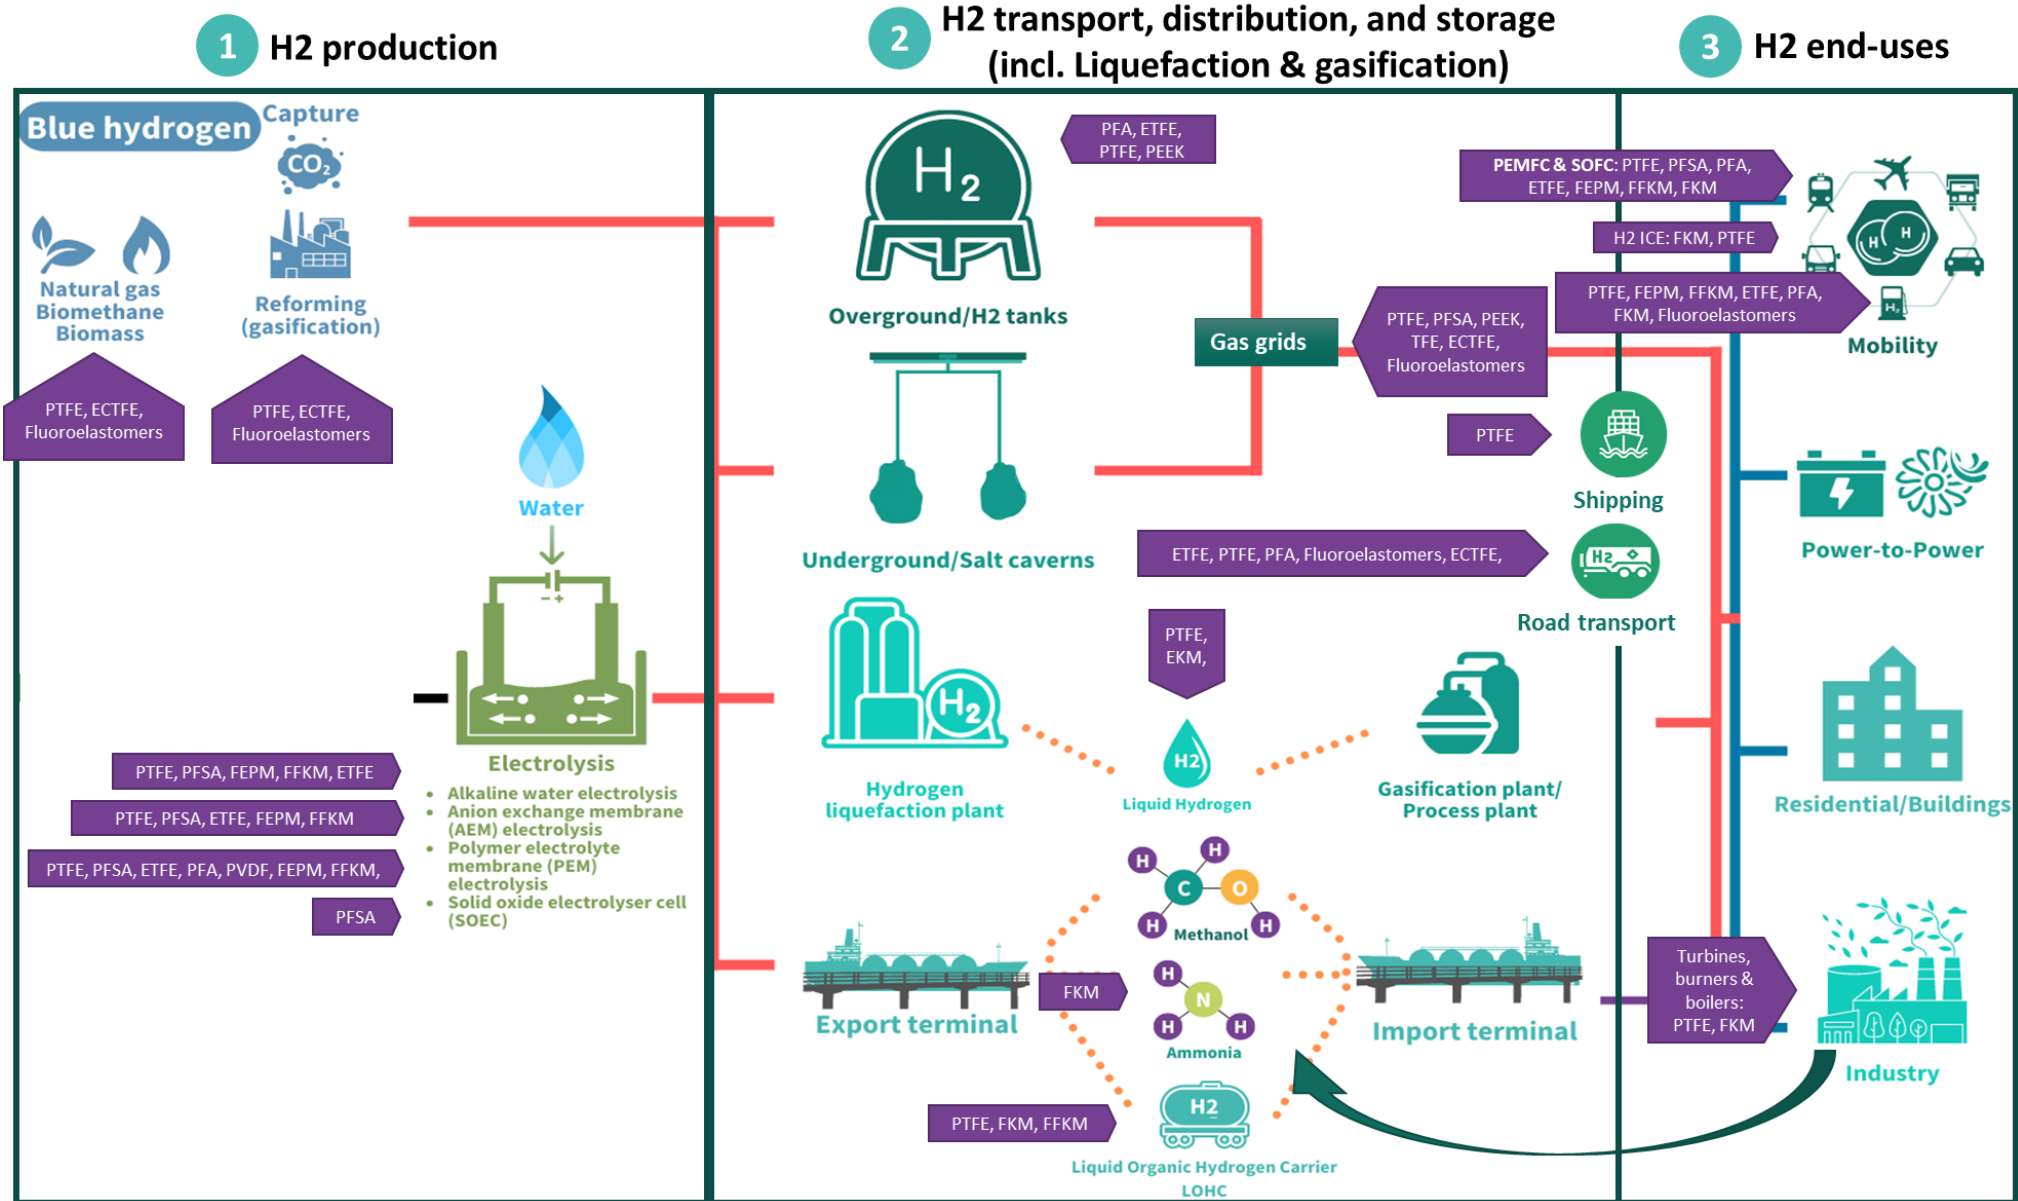 1 H2 production
2 H2 transport, distribution, and storage
(incl. Liquefaction & gasification)
3 H2 end-uses
Blue hydrogen
Capture
CO2
Natural gas
Biomethane
Biomass
Reforming
(gasification)
PTFE, ECTFE,
Fluoroelastomers
PTFE, ECTFE,
Fluoroelastomers
Water
- +
Electrolysis
PTFE, PFSA, FEPM, FFKM, ETFE
PTFE, PFSA, ETFE, FEPM, FFKM
PTFE, PFSA, ETFE, PFA, PVDF, FEPM, FFKM,
PFSA
• Alkaline water electrolysis
• Anion exchange membrane
(AEM) electrolysis
• Polymer electrolyte
membrane (PEM)
electrolysis
• Solid oxide electrolyser cell
(SOEC)
H2
PFA, ETFE,
PTFE, PEEK
Overground/H2 tanks
Gas grids
PTFE, PFSA, PEEK,
TFE, ECTFE,
Fluoroelastomers
Underground/Salt caverns
PTFE
Shipping
ETFE, PTFE, PFA, Fluoroelastomers, ECTFE,
H2
Road transport
PTFE,
EKM,
H2
Hydrogen
liquefaction plant
H2
Liquid Hydrogen
Gasification plant/
Process plant
H
H
C
O
H
H
Methanol
Export terminal
FKM
H
N
H
H
Ammonia
Import terminal
PTFE, FKM, FFKM
H2
Liquid Organic Hydrogen Carrier
LOHC
PEMFC & SOFC: PTFE, PFSA, PFA,
ETFE, FEPM, FFKM, FKM
H2 ICE: FKM, PTFE
H H
PTFE, FEPM, FFKM, ETFE, PFA,
FKM, Fluoroelastomers
H2
Mobility
Power-to-Power
Residential/Buildings
Turbines,
burners &
boilers:
PTFE, FKM
Industry